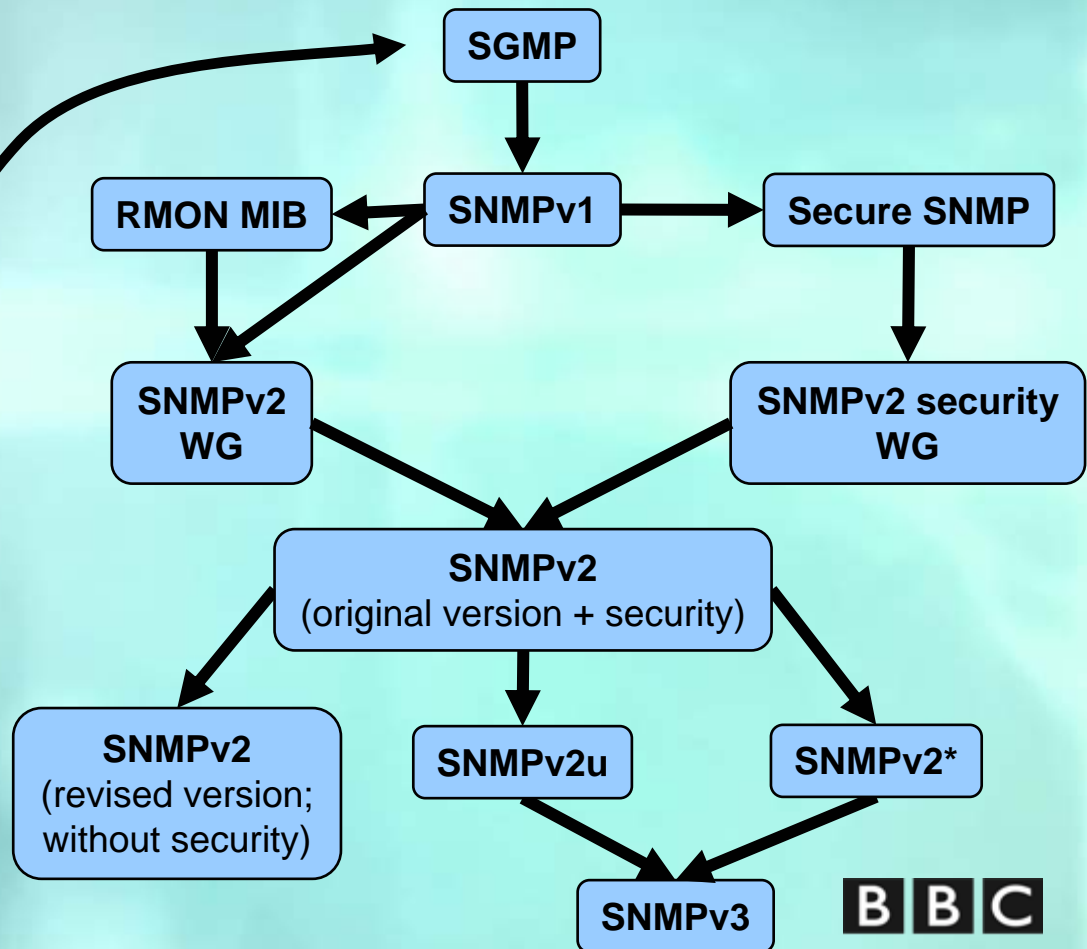 SGMP
RMON MIB
SNMPv1
Secure SNMP
SNMPv2
WG
SNMPv2 security
WG
SNMPv2
(original version + security)
SNMPv2
(revised version;
without security)
SNMPv2u
SNMPv2*
SNMPv3
BBC